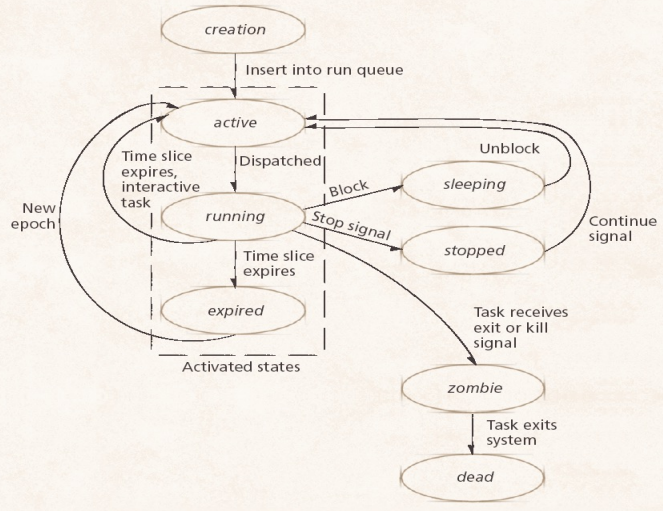 creation
Insert into run queue
active
Time slice
expires,
interactive
task
Dispatched
Unblock
Block
sleeping
New
epoch
running
Stop signal
stopped
Continue
signal
Time slice
expires
expired
Task receives
exit or kill
signal
Activated states
zombie
Task exits
system
dead